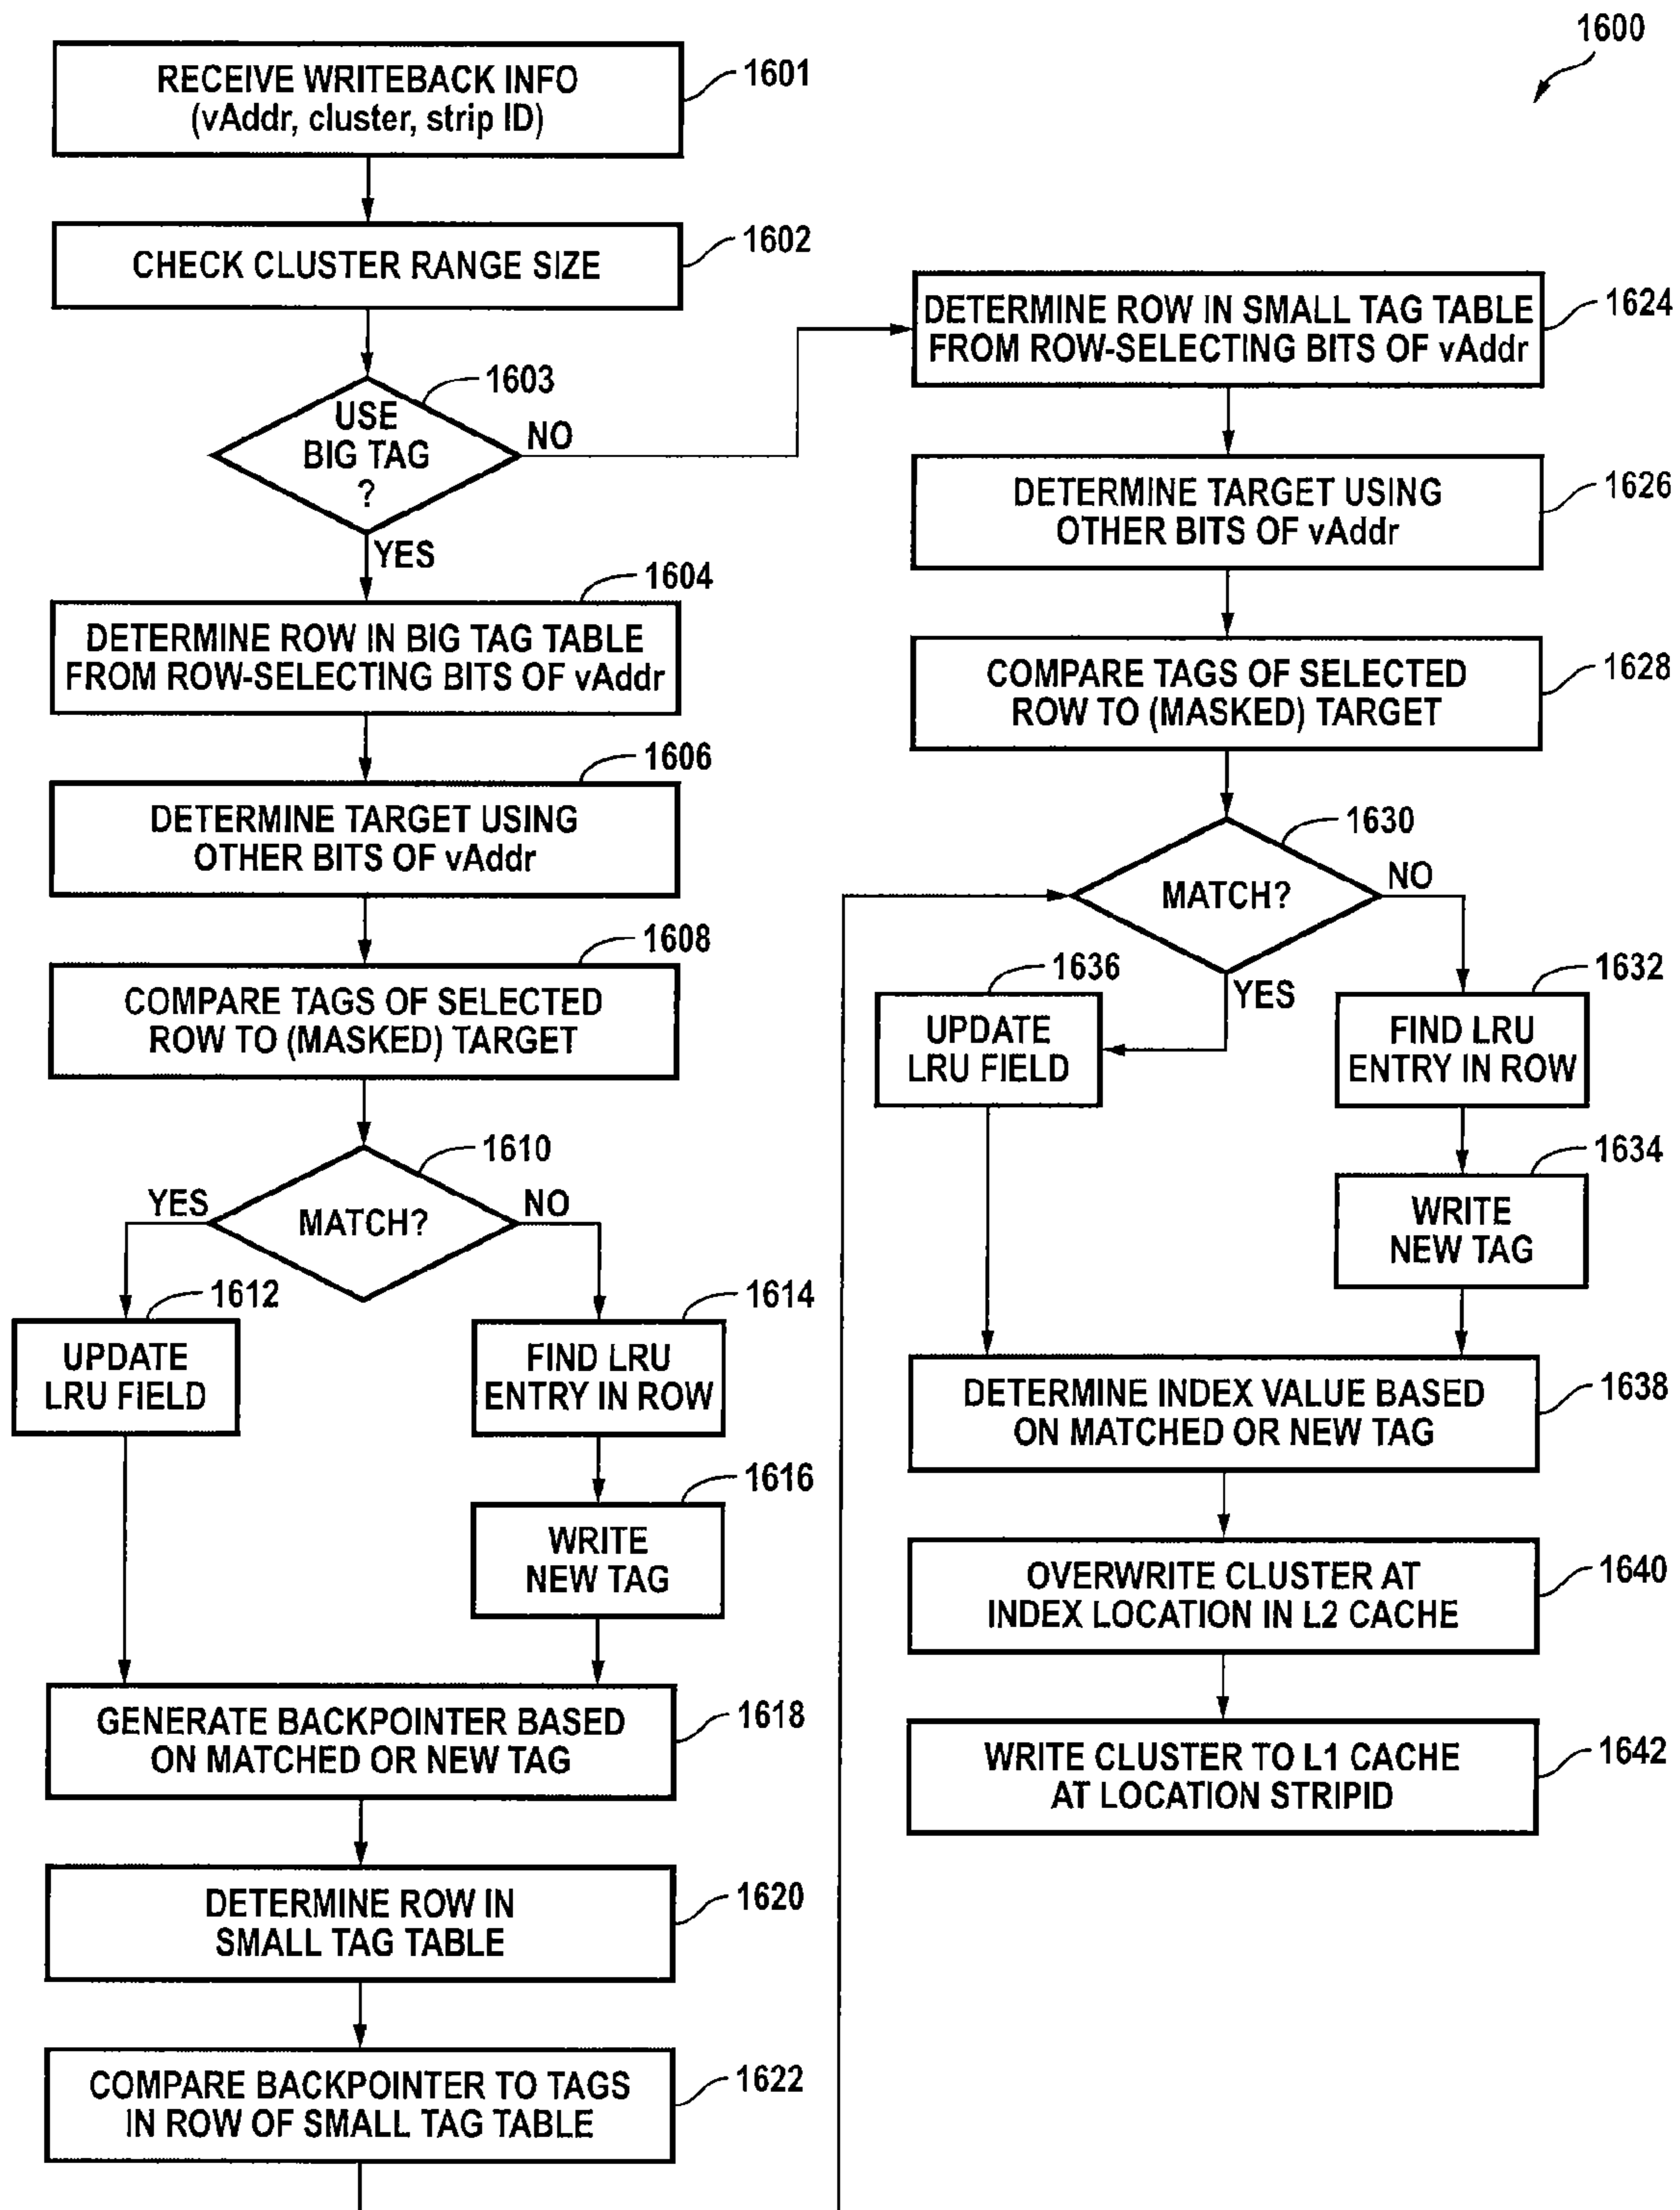 1600
RECEIVE WRITEBACK INFO
(vAddr, cluster, strip ID)
1601
CHECK CLUSTER RANGE SIZE
1602
USE
BIG TAG
?
1603
NO
YES
DETERMINE ROW IN BIG TAG TABLE
FROM ROW-SELECTING BITS OF vAddr
1604
DETERMINE TARGET USING
OTHER BITS OF vAddr
1606
COMPARE TAGS OF SELECTED
ROW TO (MASKED) TARGET
1608
MATCH?
1610
YES
NO
UPDATE
LRU FIELD
1612
FIND LRU
ENTRY IN ROW
1614
WRITE
NEW TAG
1616
GENERATE BACKPOINTER BASED
ON MATCHED OR NEW TAG
1618
DETERMINE ROW IN
SMALL TAG TABLE
1620
COMPARE BACKPOINTER TO TAGS
IN ROW OF SMALL TAG TABLE
1622
DETERMINE ROW IN SMALL TAG TABLE
FROM ROW-SELECTING BITS OF vAddr
1624
DETERMINE TARGET USING
OTHER BITS OF vAddr
1626
COMPARE TAGS OF SELECTED
ROW TO (MASKED) TARGET
1628
MATCH?
1630
NO
YES
UPDATE
LRU FIELD
1636
FIND LRU
ENTRY IN ROW
1632
WRITE
NEW TAG
1634
DETERMINE INDEX VALUE BASED
ON MATCHED OR NEW TAG
1638
OVERWRITE CLUSTER AT
INDEX LOCATION IN L2 CACHE
1640
WRITE CLUSTER TO L1 CACHE
AT LOCATION STRIPID
1642